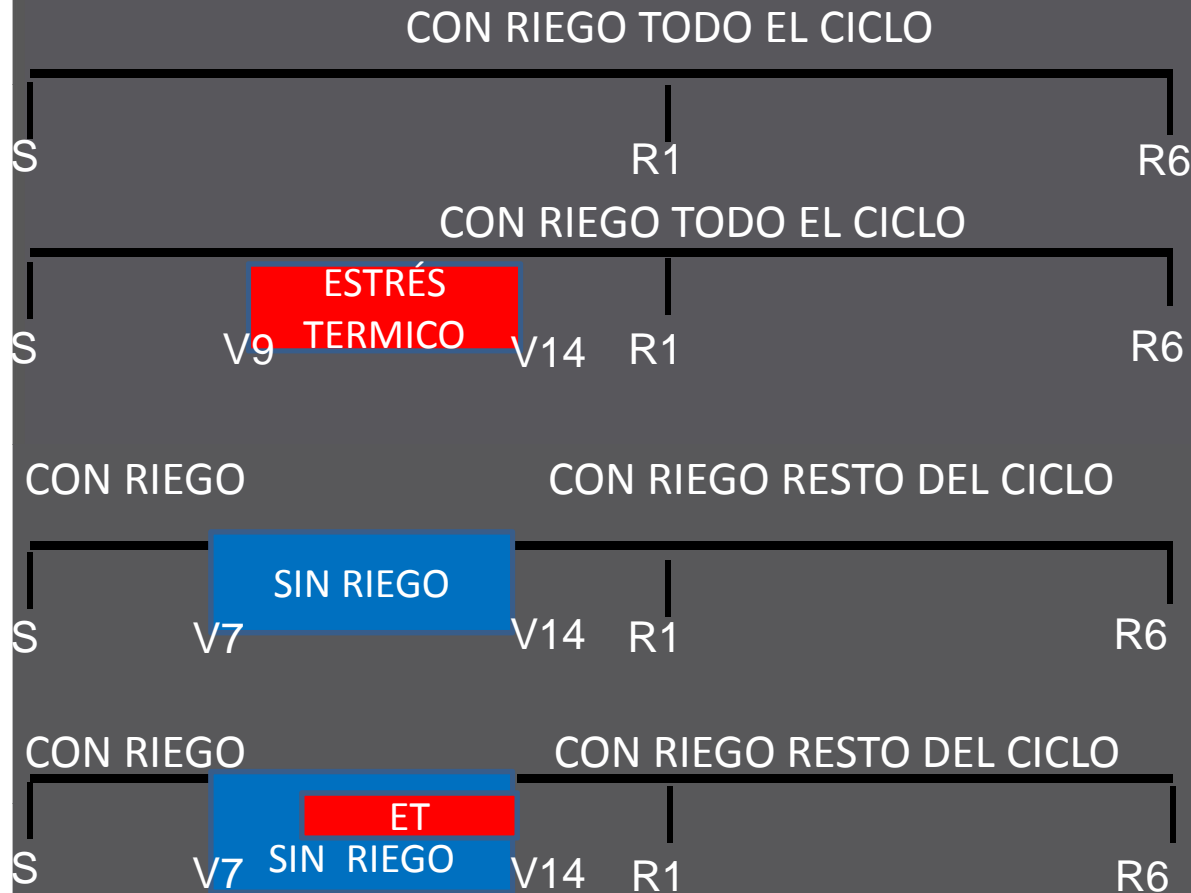 CON RIEGO TODO EL CICLO
S R1 R6
CON RIEGO TODO EL CICLO
ESTRÉS
TERMICO
S V9 V14 R1 R6
CON RIEGO CON RIEGO RESTO DEL CICLO
SIN RIEGO
S V7 V14 R1 R6
CON RIEGO CON RIEGO RESTO DEL CICLO
ET
SIN RIEGO
S V7 V14 R1 R6